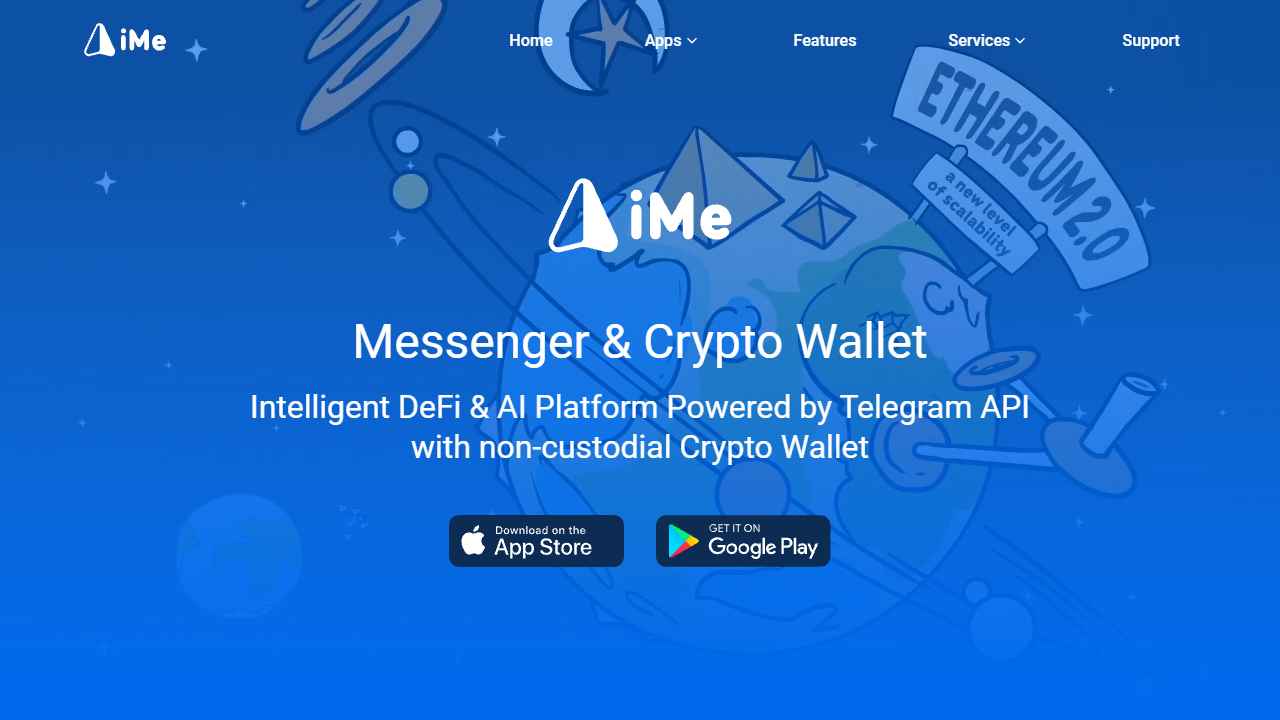 iMe
Home
Apps
Features
Services
Support
ETHEREUM 2.0
a new level
of scalability
iMe
Messenger & Crypto Wallet
Intelligent DeFi & AI Platform Powered by Telegram API
with non-custodial Crypto Wallet
Download on the
App Store
GET IT ON
Google Play